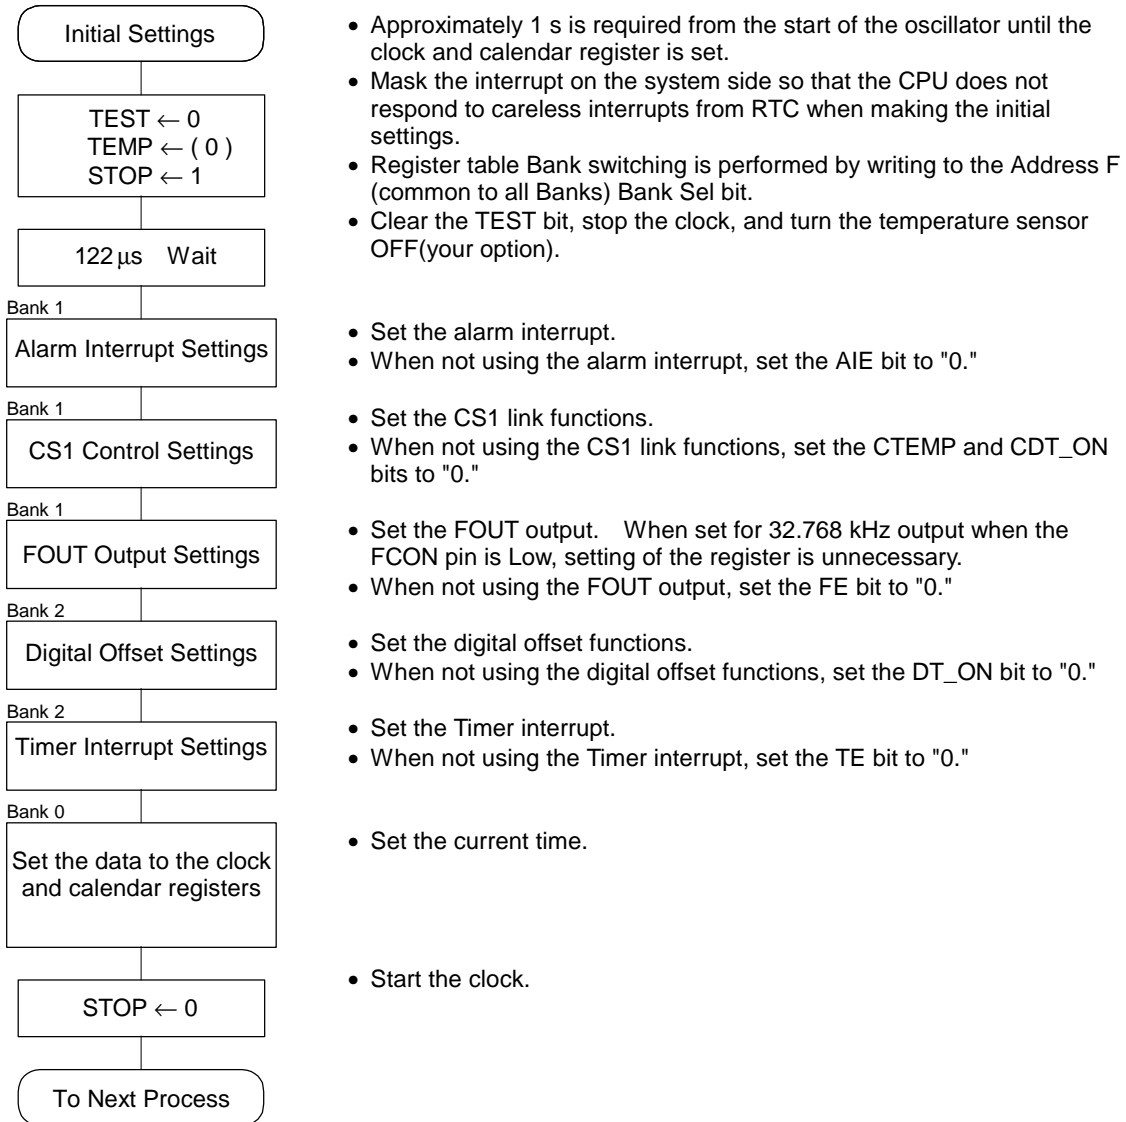 Initial Settings
• Approximately 1 s is required from the start of the oscillator until the
clock and calendar register is set.
• Mask the interrupt on the system side so that the CPU does not
respond to careless interrupts from RTC when making the initial
settings.
• Register table Bank switching is performed by writing to the Address F
(common to all Banks) Bank Sel bit.
• Clear the TEST bit, stop the clock, and turn the temperature sensor
OFF(your option).
TEST ← 0
TEMP ← ( 0 )
STOP ← 1
122 µs Wait
Bank 1
Alarm Interrupt Settings
• Set the alarm interrupt.
• When not using the alarm interrupt, set the AIE bit to "0."
Bank 1
CS1 Control Settings
• Set the CS1 link functions.
• When not using the CS1 link functions, set the CTEMP and CDT_ON
bits to "0."
Bank 1
FOUT Output Settings
• Set the FOUT output. When set for 32.768 kHz output when the
FCON pin is Low, setting of the register is unnecessary.
• When not using the FOUT output, set the FE bit to "0."
Bank 2
Digital Offset Settings
• Set the digital offset functions.
• When not using the digital offset functions, set the DT_ON bit to "0."
Bank 2
Timer Interrupt Settings
• Set the Timer interrupt.
• When not using the Timer interrupt, set the TE bit to "0."
Bank 0
Set the data to the clock
and calendar registers
• Set the current time.
STOP ← 0
• Start the clock.
To Next Process